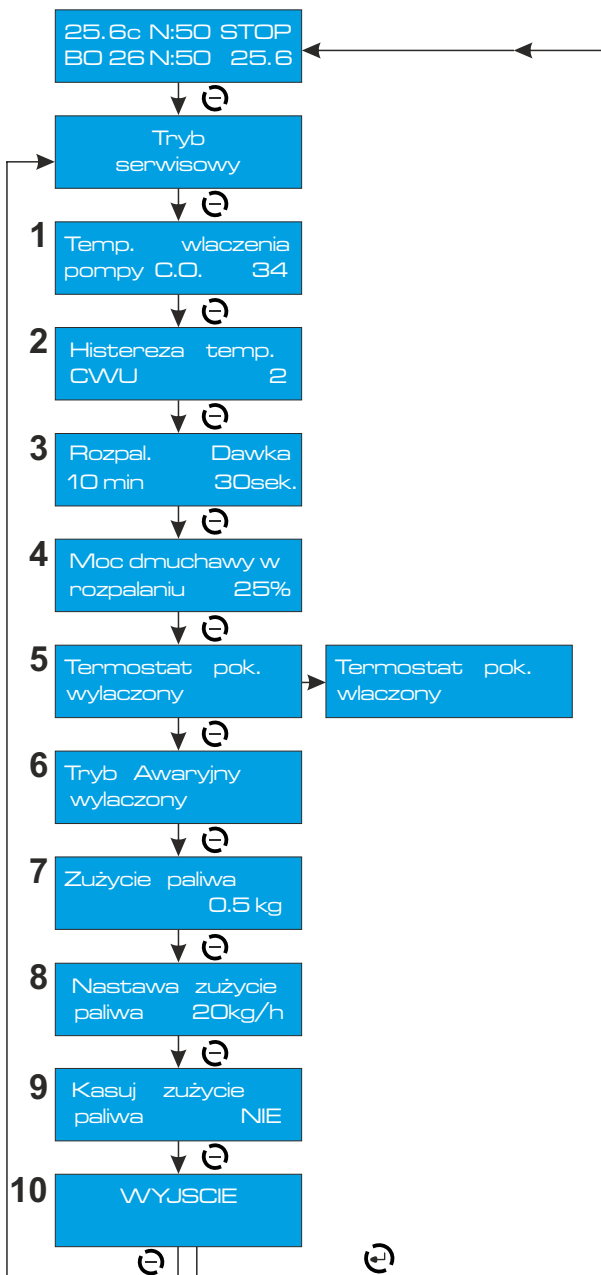 25.6c N:50 STOP
BO 26 N:50 25.6
Tryb
serwisowy
1
Temp. wlaczenia
pompy C.O. 34
2
Histereza temp.
CWU 2
3
Rozpal. Dawka
10 min 30sek.
4
Moc dmuchawy w
rozpalaniu 25%
5
Termostat pok.
wylaczony
Termostat pok.
wlaczony
6
Tryb Awaryjny
wylaczony
7
Zużycie paliwa
0.5 kg
8
Nastawa zużycie
paliwa 20kg/h
9
Kasuj zużycie
paliwa NIE
10
WYJSCIE